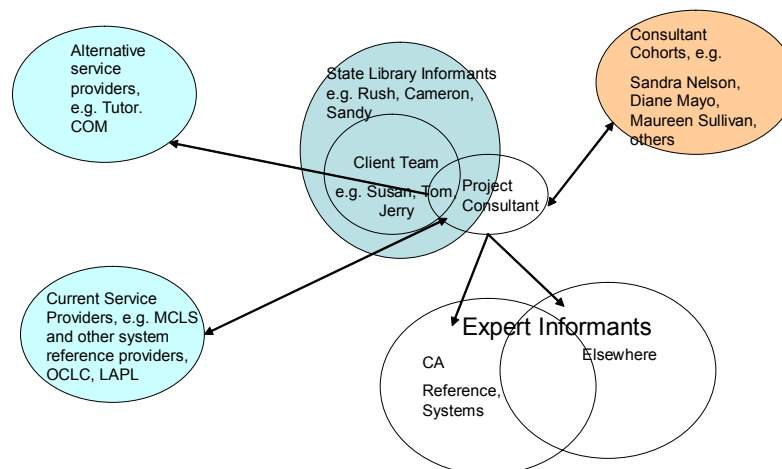 Alternative
service
providers,
e.g. Tutor.
COM
State Library Informants
e.g. Rush, Cameron,
Sandy
Client Team
e.g. Susan, Tom,
Jerry
Project
Consultant
Consultant
Cohorts, e.g.
Sandra Nelson,
Diane Mayo,
Maureen Sullivan,
others
Current Service
Providers, e.g. MCLS
and other system
reference providers,
OCLC, LAPL
Expert Informants
Elsewhere
CA
Reference,
Systems